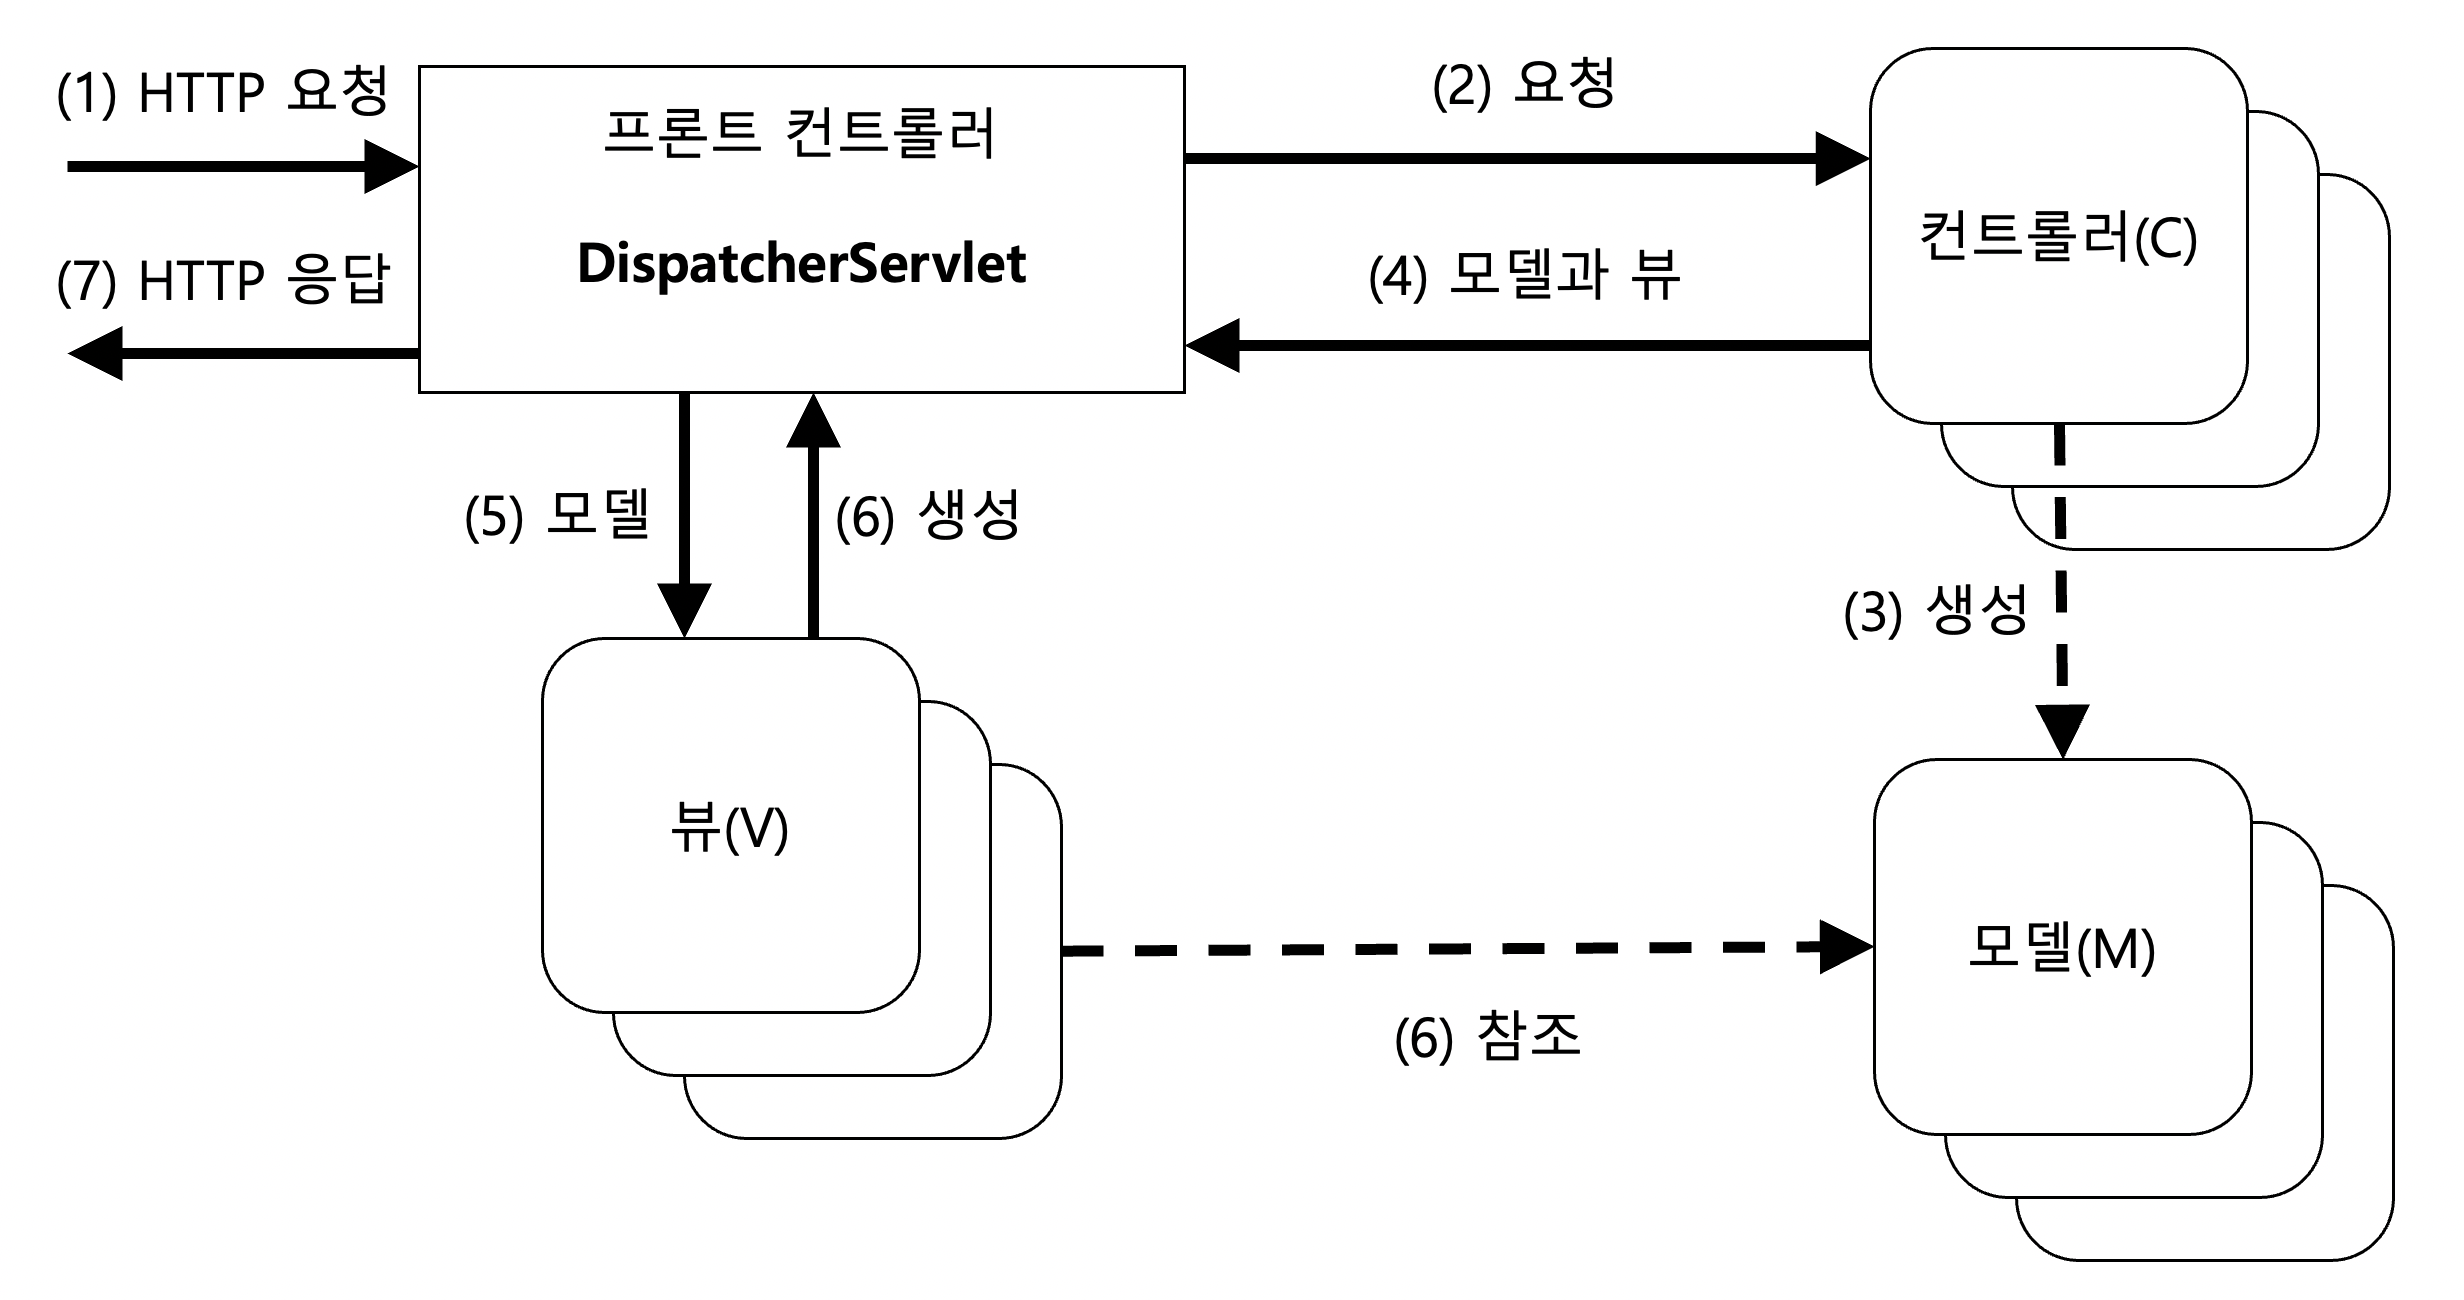 (1) HTTP 요청
프론트 컨트롤러
(2) 요청
컨트롤러(C)
DispatcherServlet
(7) HTTP 응답
(4) 모델과 뷰
(5) 모델
(6) 생성
(3) 생성
뷰(V)
모델(M)
(6) 참조